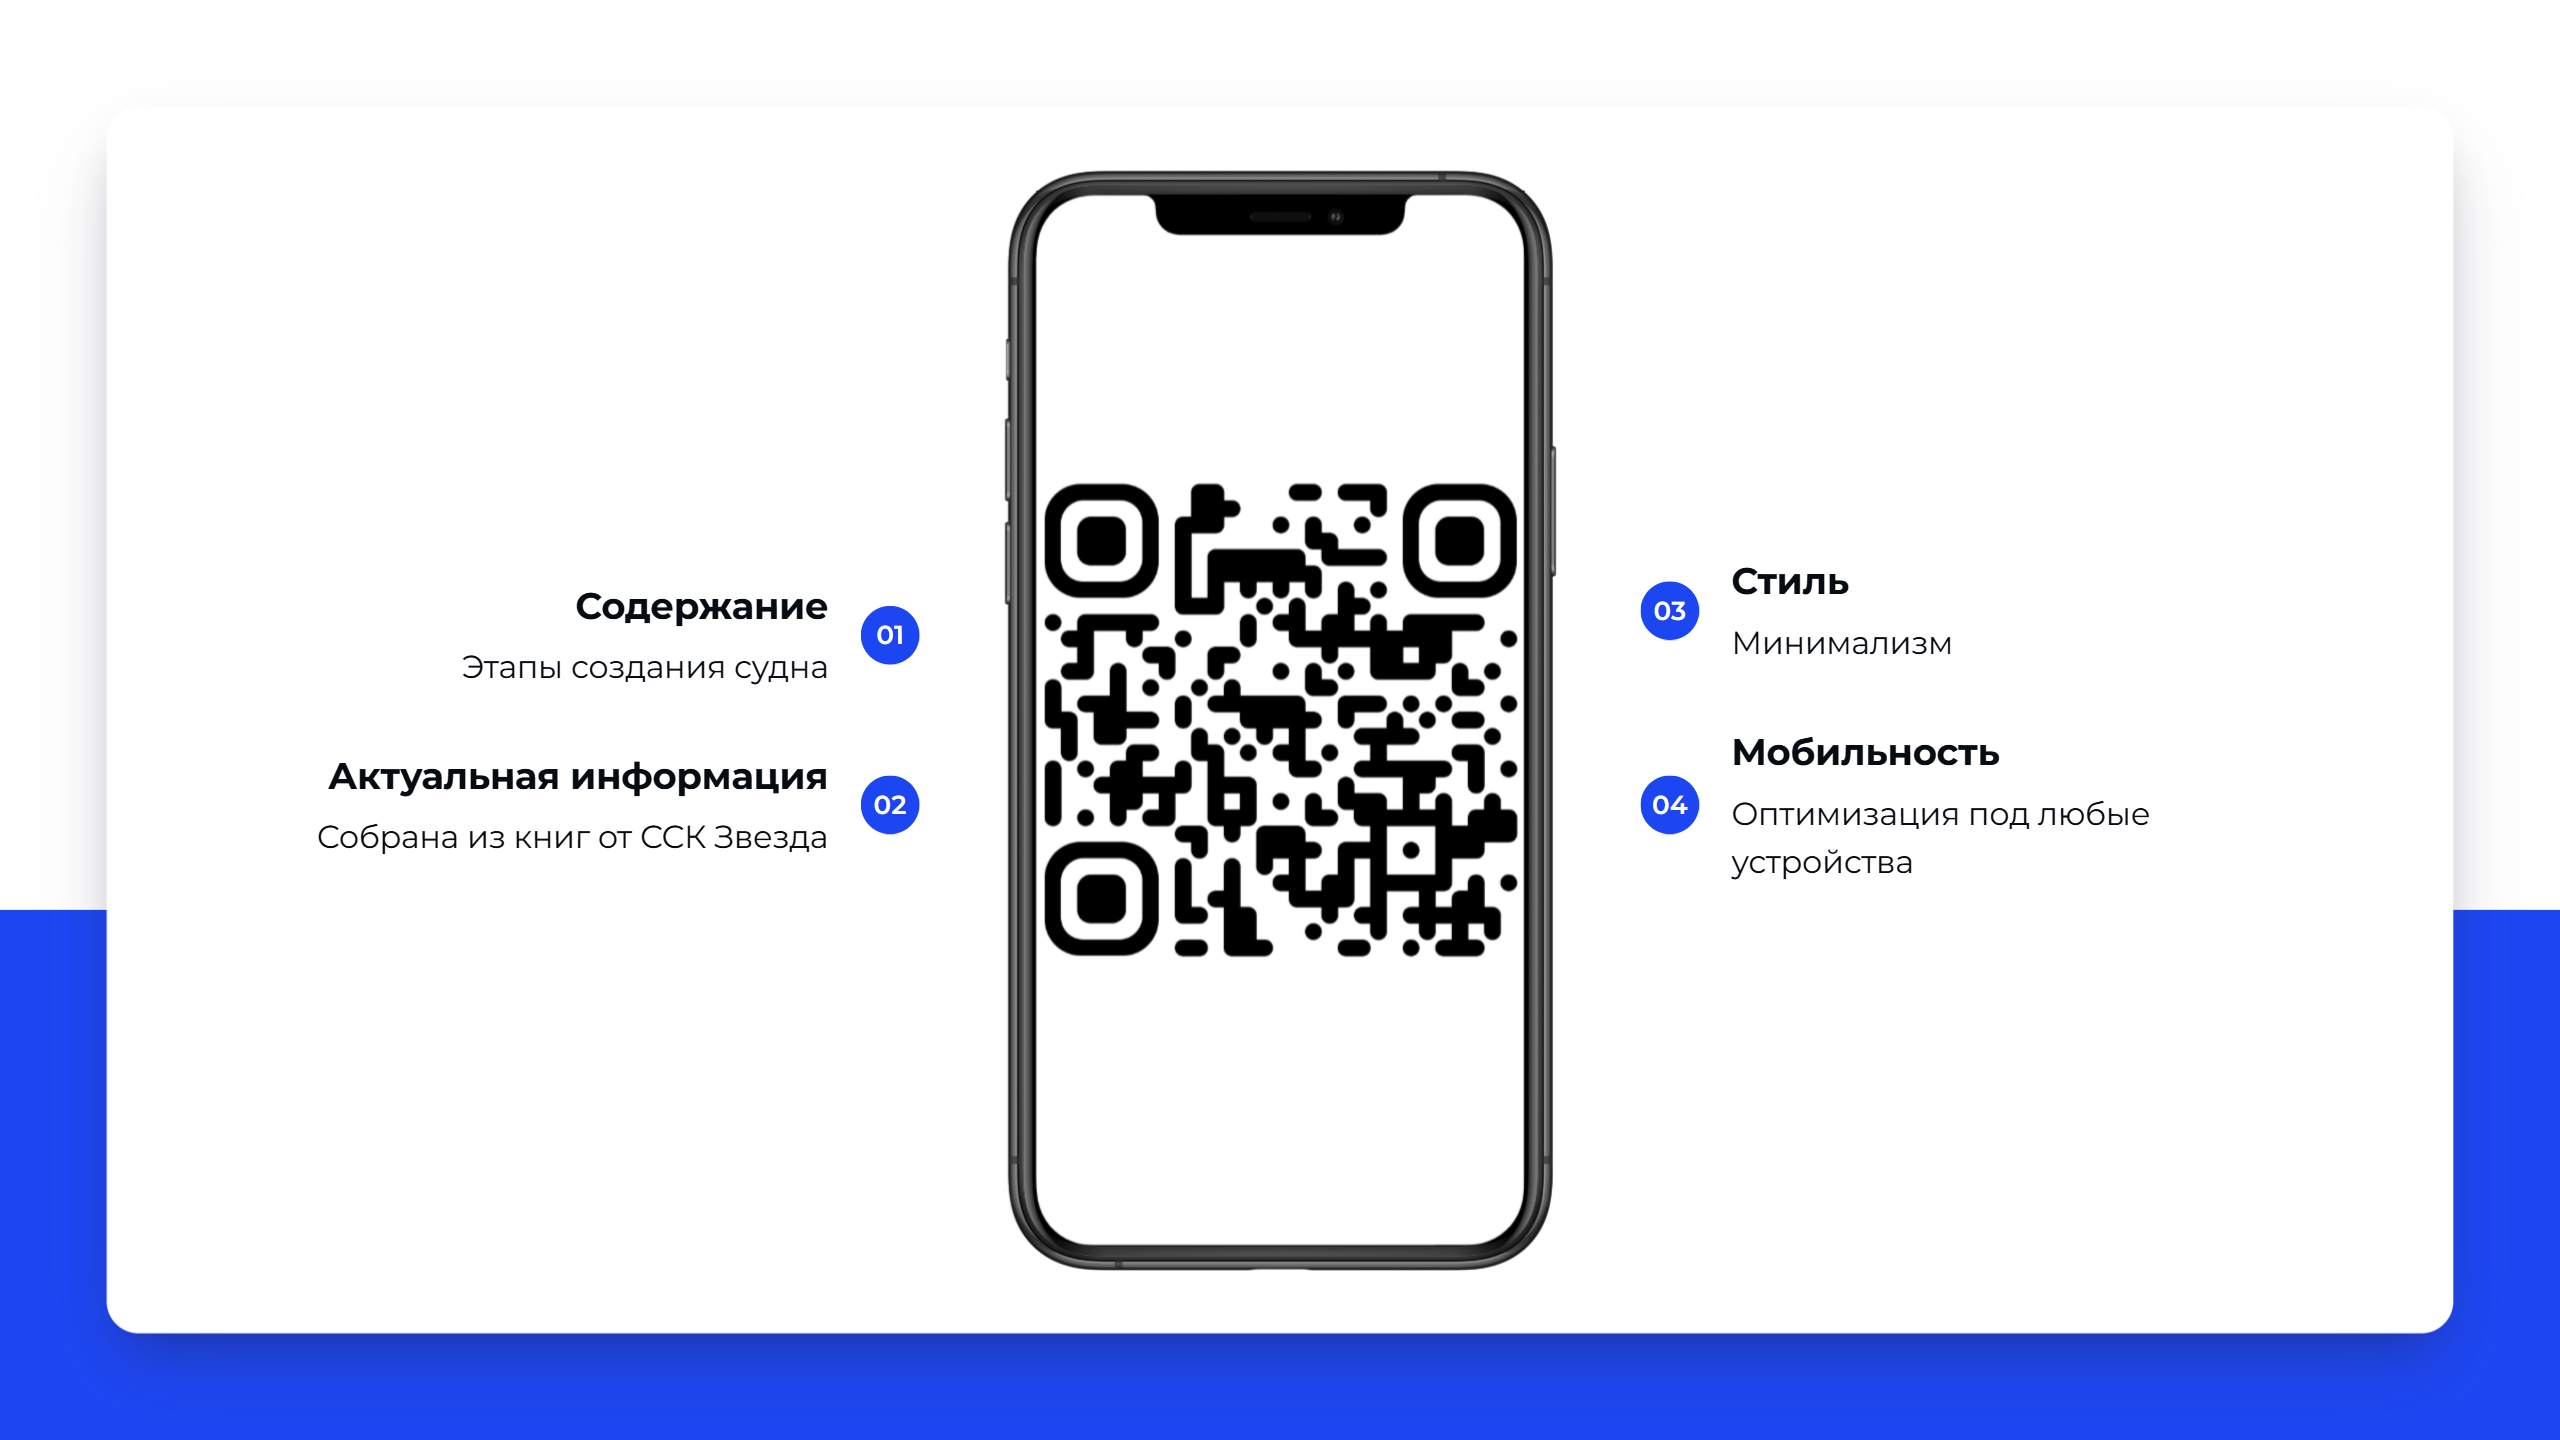 Содержание
Этапы создания судна
01
Актуальная информация
Собрана из книг от ССК Звезда
02
03
Стиль
Минимализм
04
Мобильность
Оптимизация под любые
устройства